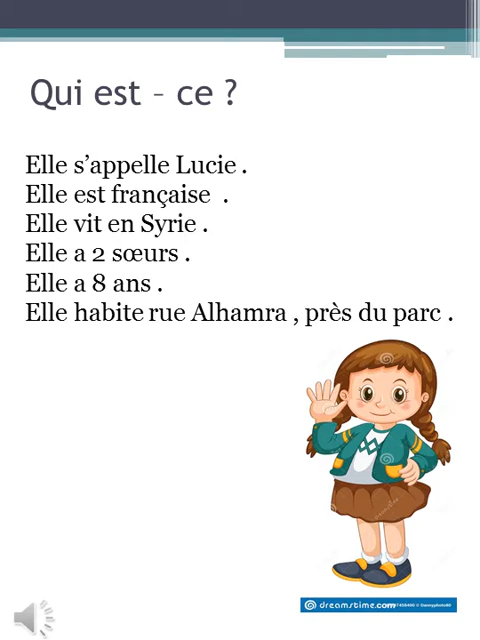 Qui est – ce ?
Elle s’appelle Lucie .
Elle est française .
Elle vit en Syrie .
Elle a 2 sœurs .
Elle a 8 ans .
Elle habite rue Alhamra , près du parc .
dreamstime.com